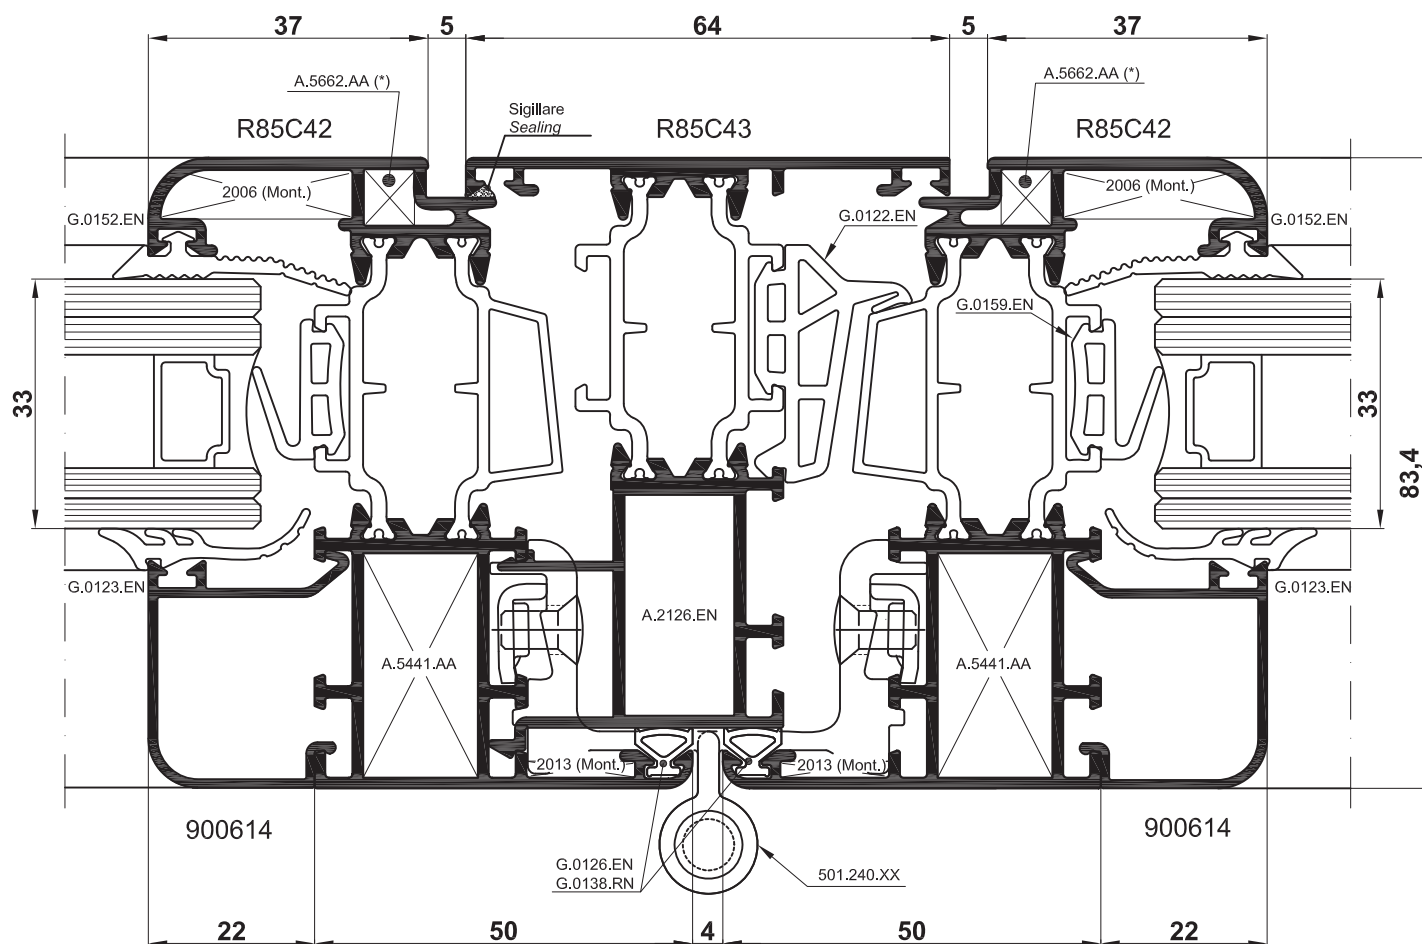 37
5
64
5
37
A.5662.AA (*)
A.5662.AA (*)
Sigillare
Sealing
R85C42
R85C43
R85C42
2006 (Mont.)
2006 (Mont.)
G.0152.EN
G.0122.EN
G.0152.EN
G.0159.EN
33
33
83,4
G.0123.EN
G.0123.EN
A.2126.EN
A.5441.AA
A.5441.AA
2013 (Mont.)
2013 (Mont.)
900614
900614
G.0126.EN
G.0138.RN
501.240.XX
22
50
4
50
22